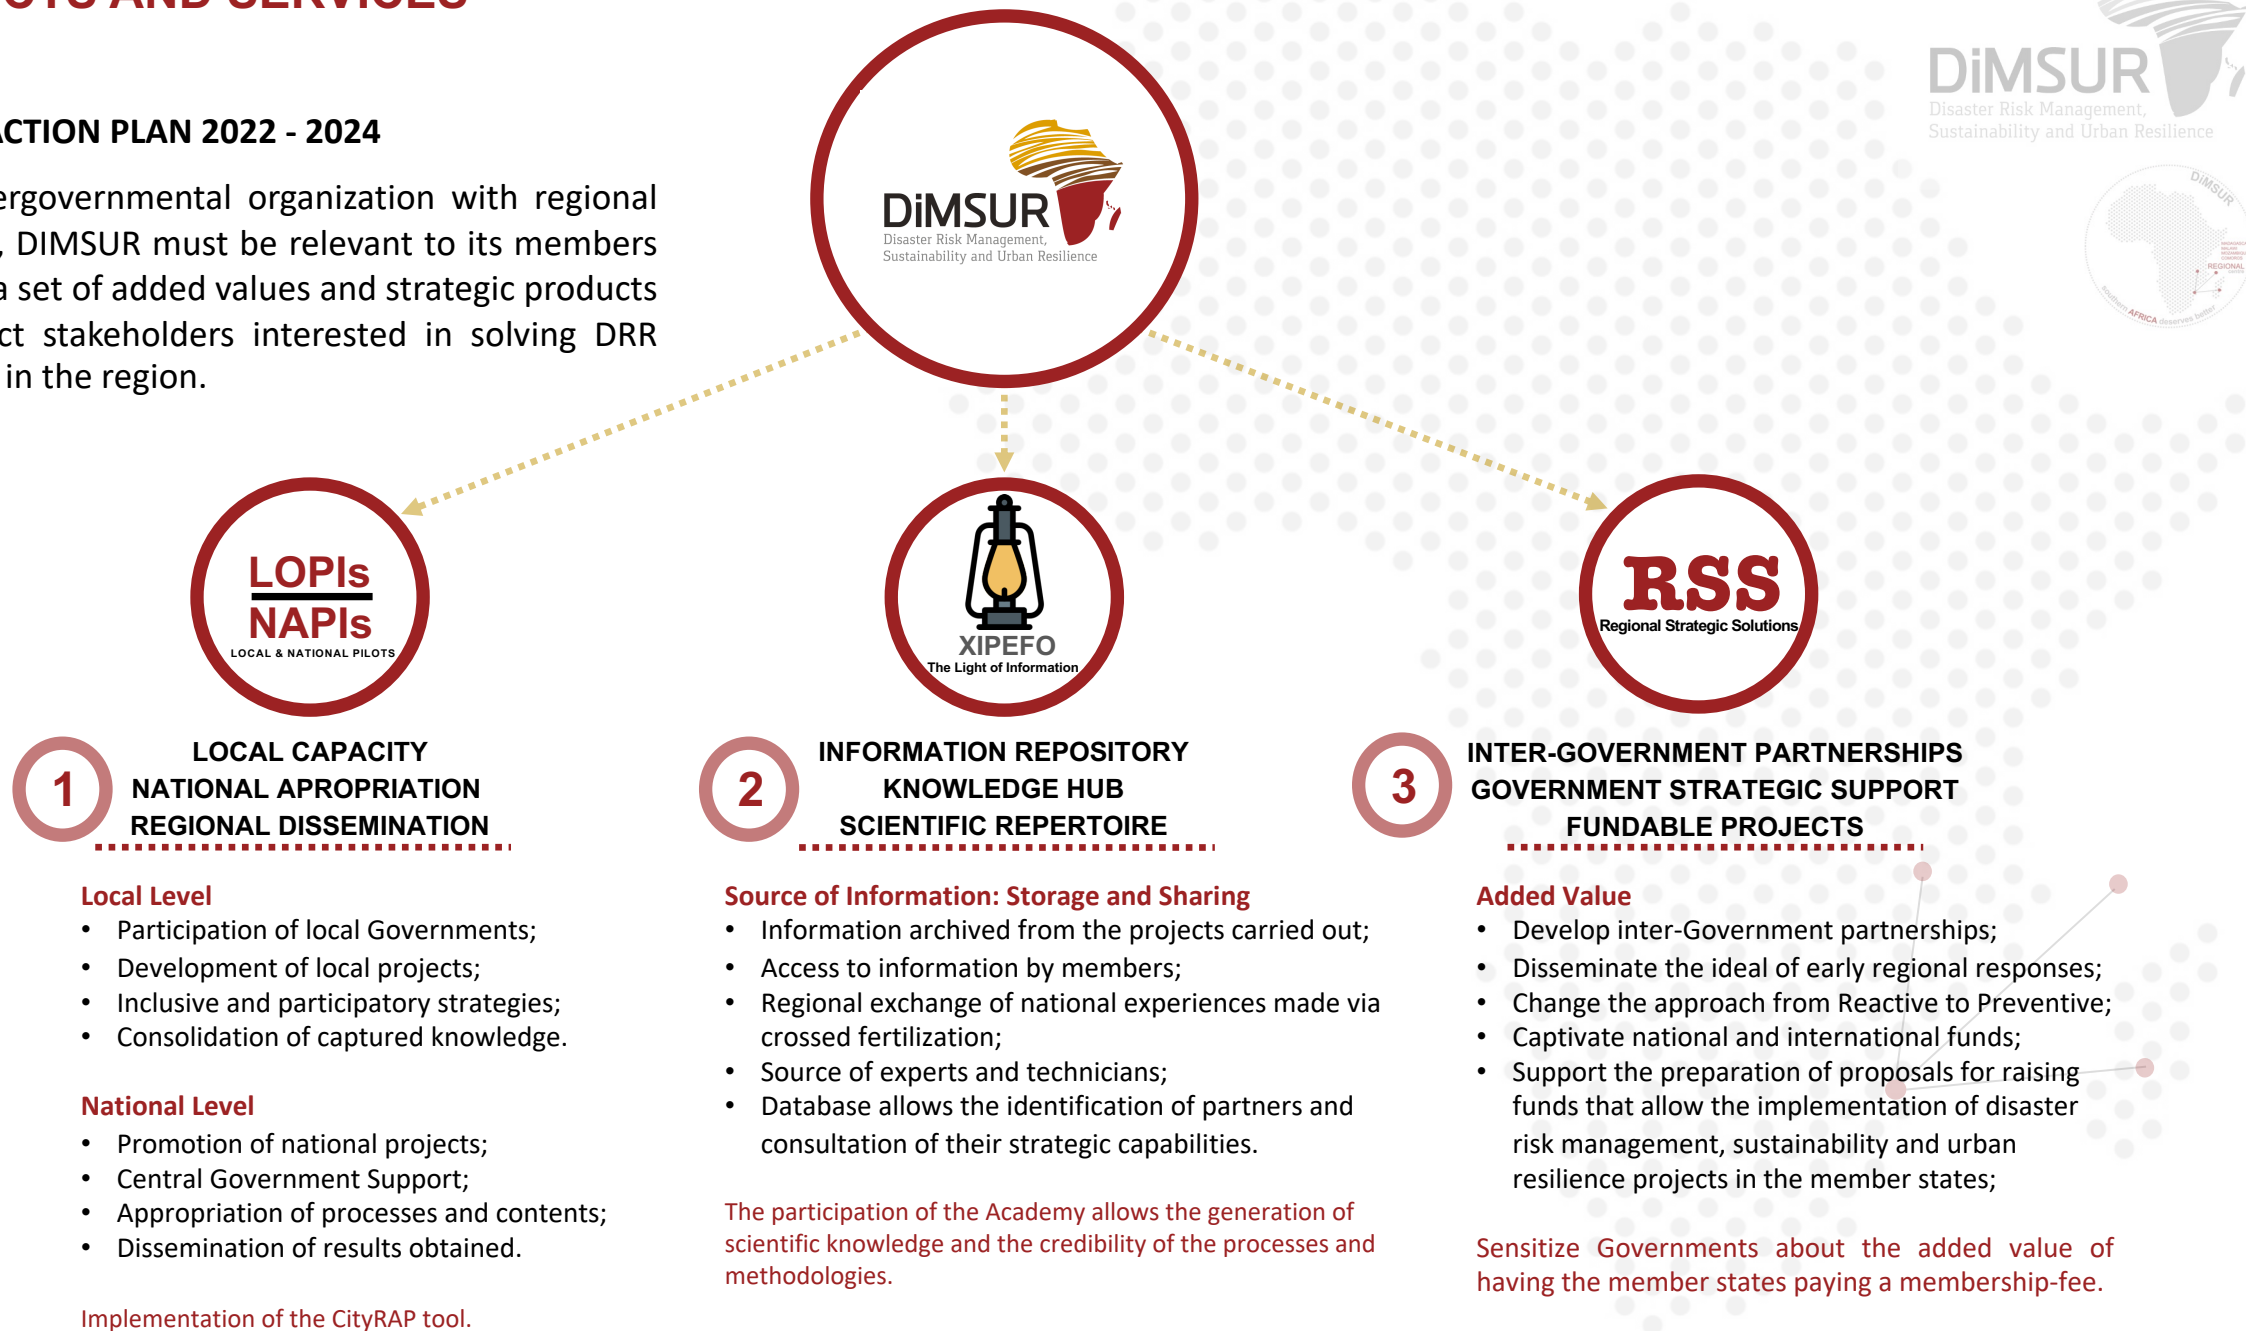 AND SERVICES
ACTION PLAN 2022 - 2024
organization with regional
, DIMSUR must be relevant to its members
a set of added values and strategic products
stakeholders interested in solving DRR
in the region.
DiMSUR
Disaster Risk Management,
Sustainability and Urban Resilience
DiMSUR
Disaster Risk Management,
Sustainability and Urban Resilience
DiMSUR
REGIONAL
southern AFRICA deserves better
LOPIs
NAPIs
LOCAL & NATIONAL PILOTS
XIPEFO
The Light of Information
RSS
Regional Strategic Solutions
1
LOCAL CAPACITY
NATIONAL APROPRIATION
REGIONAL DISSEMINATION
Local Level
• Participation of local Governments;
• Development of local projects;
• Inclusive and participatory strategies;
• Consolidation of captured knowledge.
National Level
• Promotion of national projects;
• Central Government Support;
• Appropriation of processes and contents;
• Dissemination of results obtained.
Implementation of the CityRAP tool.
2
INFORMATION REPOSITORY
KNOWLEDGE HUB
SCIENTIFIC REPERTOIRE
Source of Information: Storage and Sharing
• Information archived from the projects carried out;
• Access to information by members;
• Regional exchange of national experiences made via
crossed fertilization;
• Source of experts and technicians;
• Database allows the identification of partners and
consultation of their strategic capabilities.
The participation of the Academy allows the generation of
scientific knowledge and the credibility of the processes and
methodologies.
3
INTER-GOVERNMENT PARTNERSHIPS
GOVERNMENT STRATEGIC SUPPORT
FUNDABLE PROJECTS
Added Value
• Develop inter-Government partnerships;
• Disseminate the ideal of early regional responses;
• Change the approach from Reactive to Preventive;
• Captivate national and international funds;
• Support the preparation of proposals for raising
funds that allow the implementation of disaster
risk management, sustainability and urban
resilience projects in the member states;
Sensitize Governments about the added value of
having the member states paying a membership-fee.